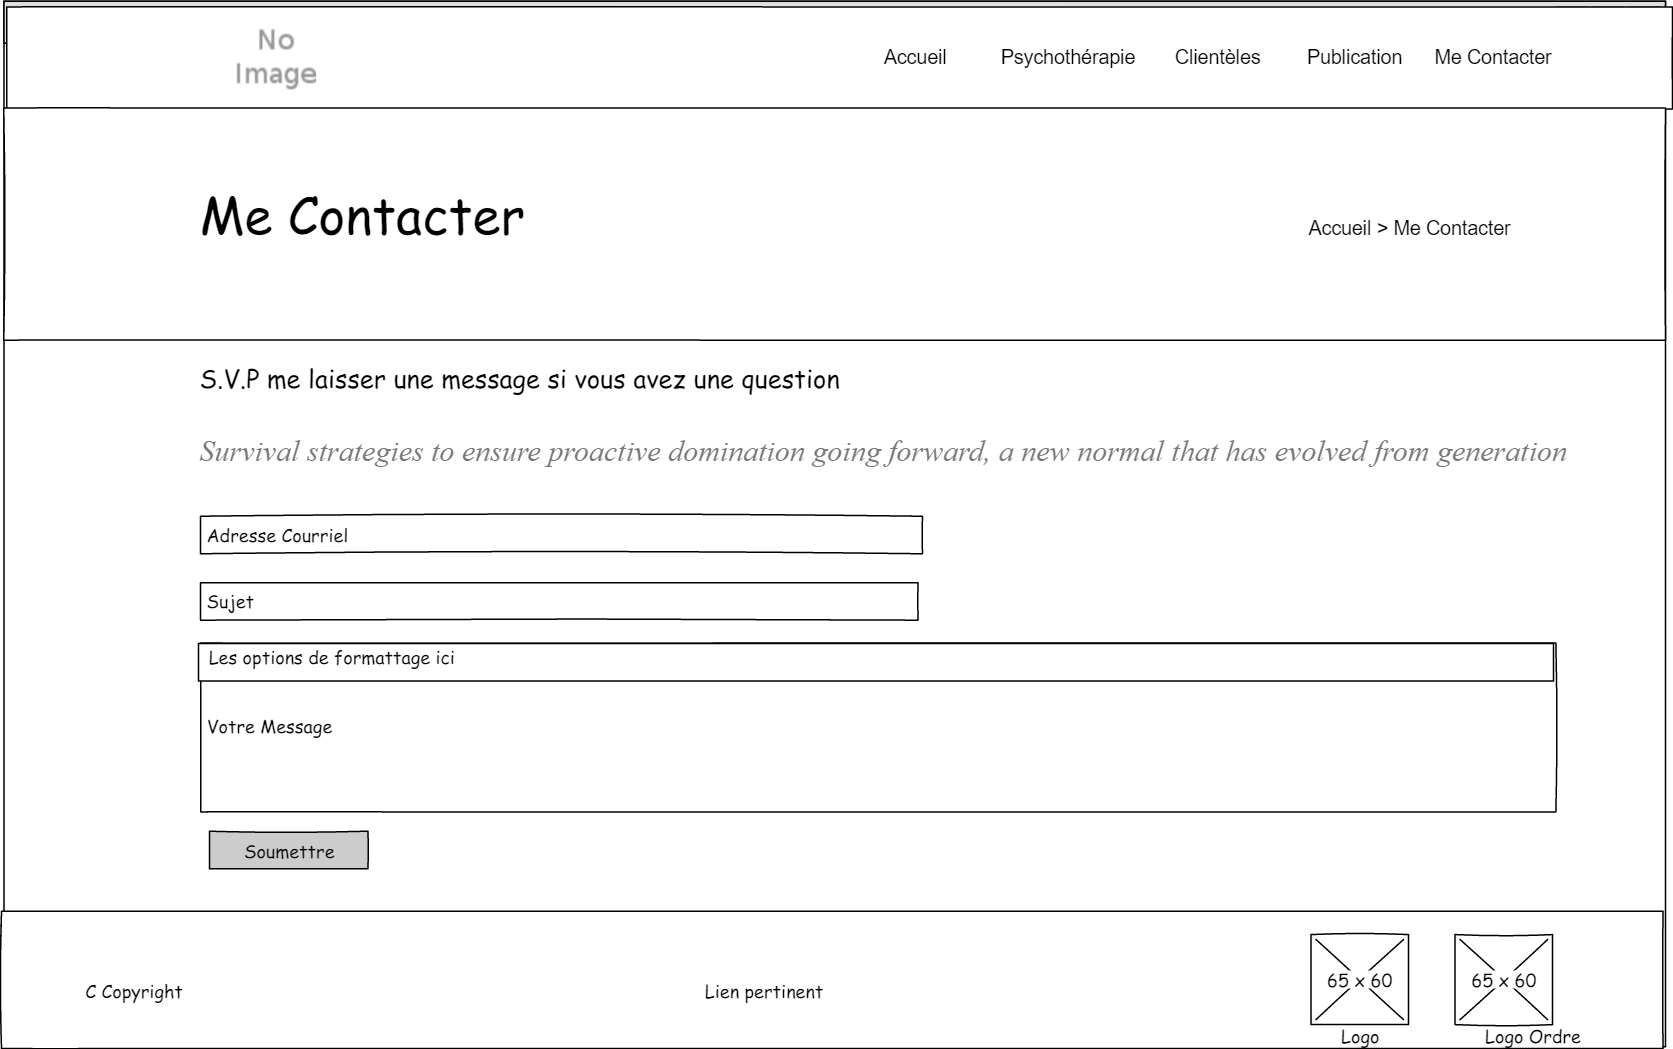 No
Image
Accueil Psychothérapie Clientèles Publication Me Contacter
Me Contacter
Accueil > Me Contacter
S.V.P me laisser une message si vous avez une question
Survival strategies to ensure proactive domination going forward, a new normal that has evolved from generation
Adresse Courriel
Sujet
Les options de formattage ici
Votre Message
Soumettre
C Copyright
Lien pertinent
65 x 60
65 x 60
Logo
Logo Ordre